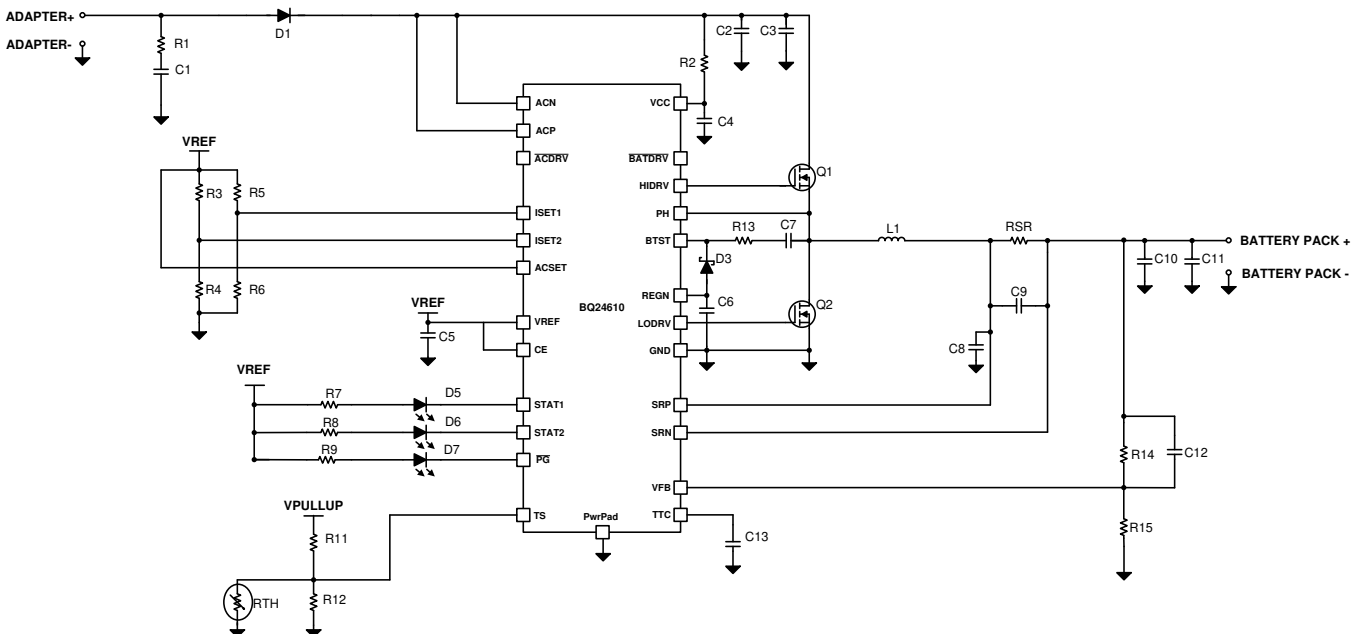 ADAPTER+
ADAPTER-
R1
C1
D1
R2
C2
C3
C4
ACN
ACP
ACDRV
ISET1
ISET2
ACSET
VREF
CE
STAT1
STAT2
PG
TS
BQ24610
PwrPad
VCC
BATDRV
HIDRV
PH
BTST
REGN
LODRV
GND
SRP
SRN
VFB
TTC
VREF
R3
R5
R4
R6
VREF
C5
VREF
R7
D5
R8
D6
R9
D7
VPULLUP
R11
R12
RTH
Q1
R13
C7
D3
C6
Q2
L1
RSR
C9
C8
C10
C11
BATTERY PACK +
BATTERY PACK -
R14
C12
R15
C13